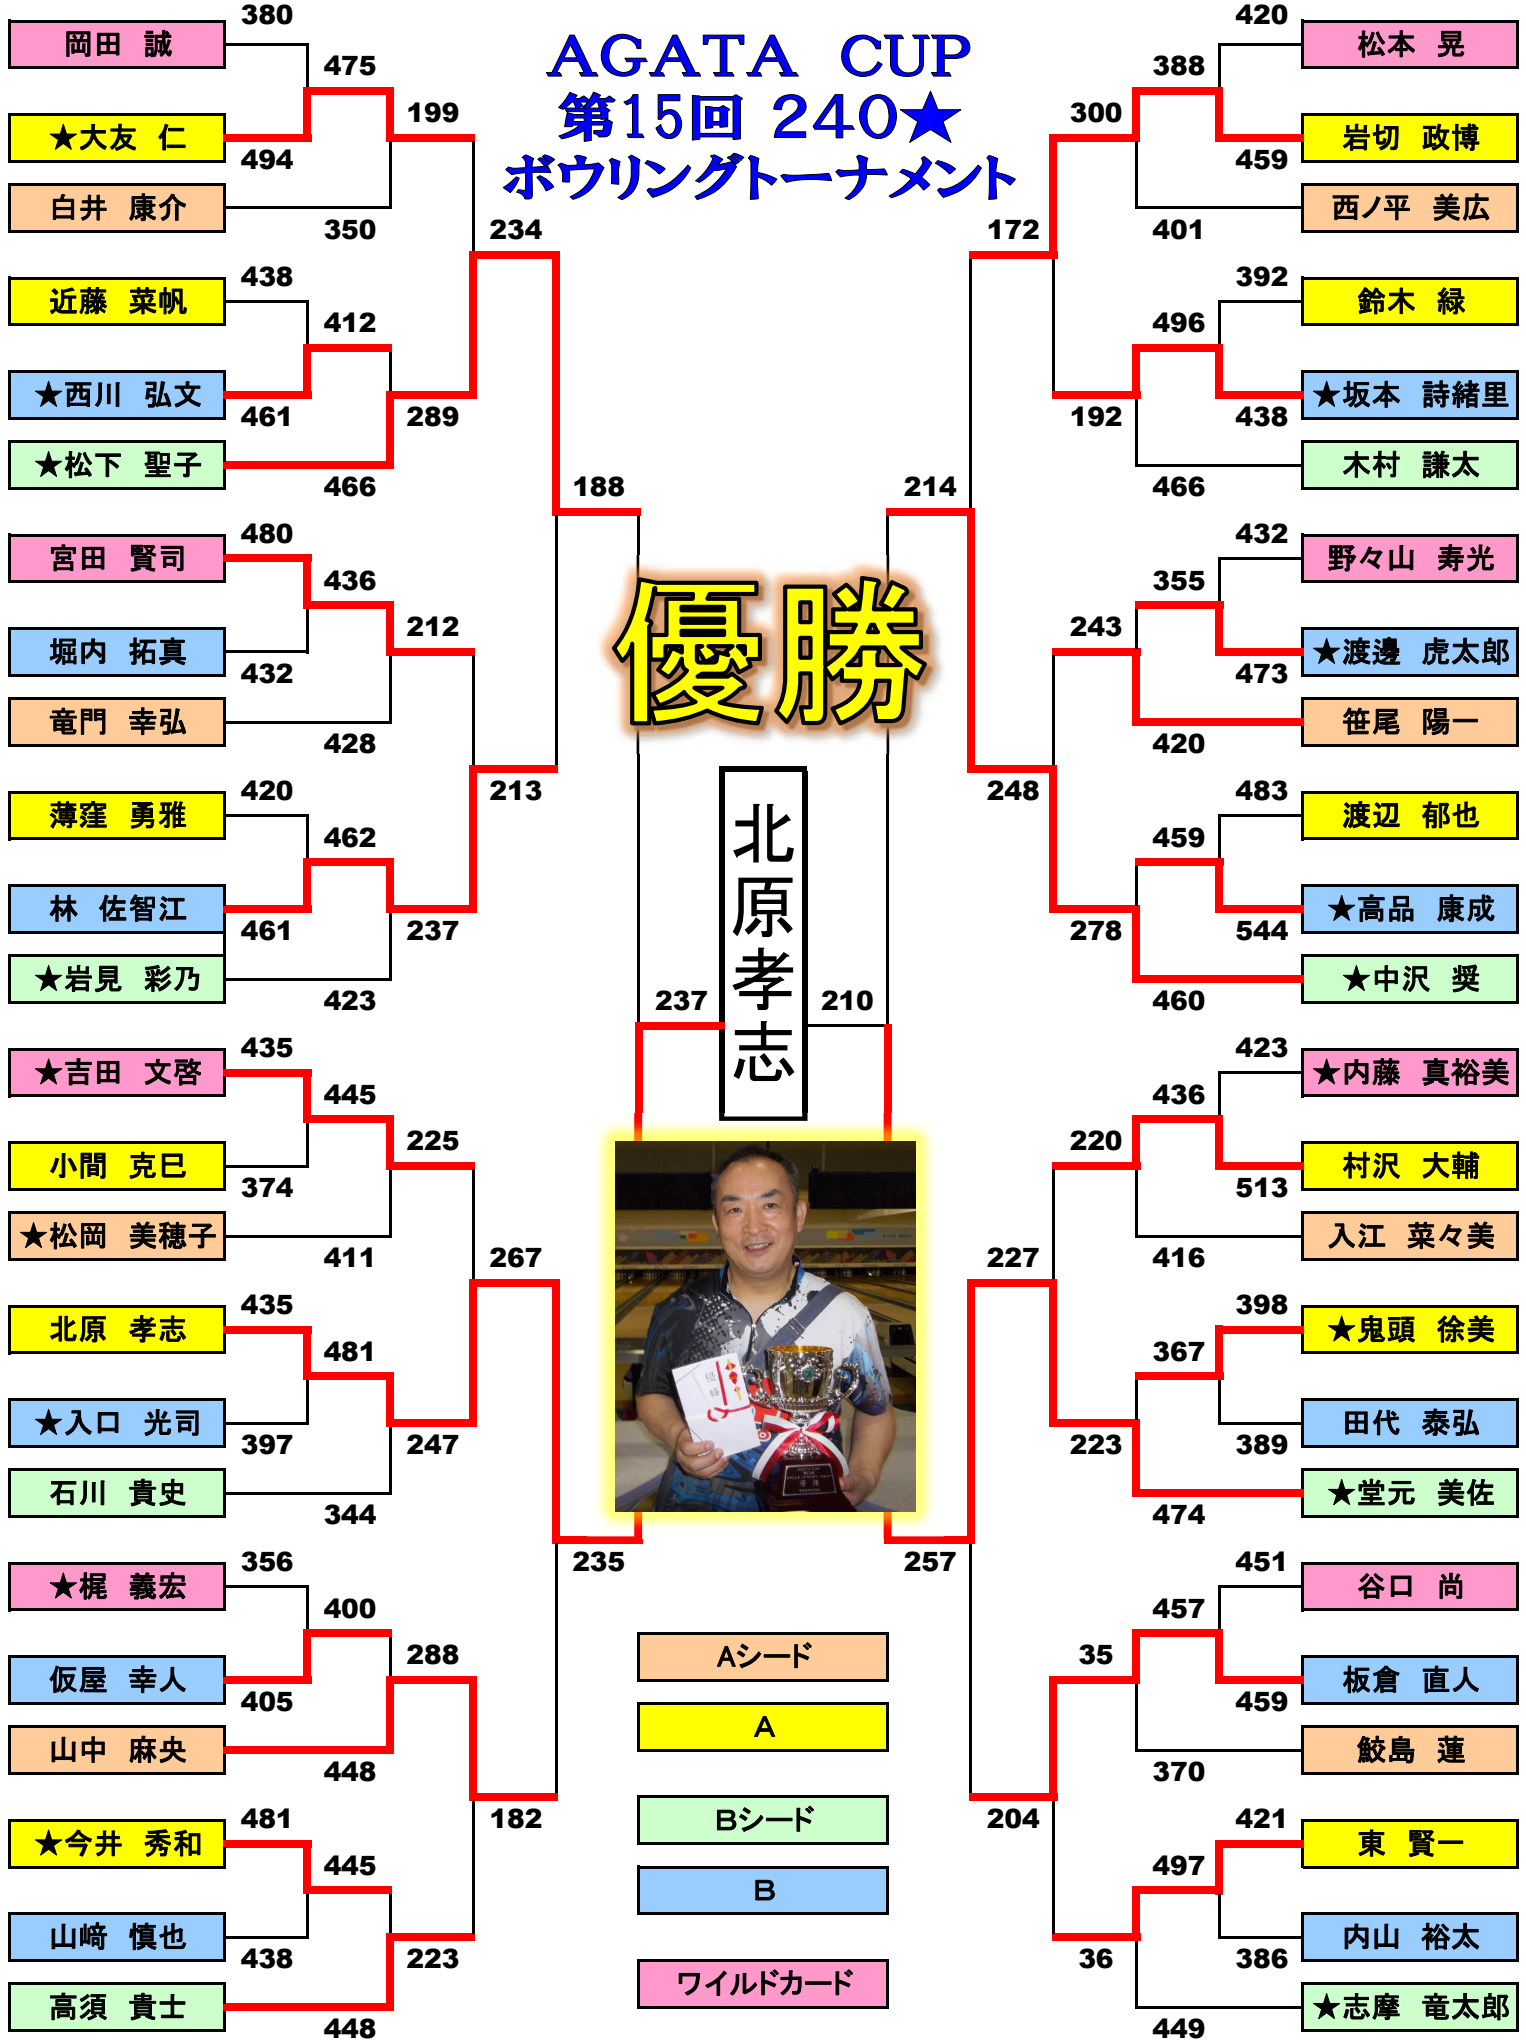 AGATA CUP
第15回 240★
ボウリングトーナメント
380
岡田 誠
475
199
★大友 仁
494
白井 康介
350
234
438
近藤 菜帆
412
★西川 弘文
461
289
★松下 聖子
466
188
480
宮田 賢司
436
212
堀内 拓真
432
竜門 幸弘
428
213
420
薄窪 勇雅
462
林 佐智江
461
237
★岩見 彩乃
423
237
435
★吉田 文啓
445
225
小間 克巳
374
★松岡 美穂子
411
267
435
北原 孝志
481
★入口 光司
397
247
石川 貴史
344
235
356
★梶 義宏
400
288
仮屋 幸人
405
山中 麻央
448
182
481
★今井 秀和
445
山﨑 慎也
438
223
高須 貴士
448
優勝
北原孝志
優勝
Aシード
A
Bシード
B
ワイルドカード
420
松本 晃
388
300
岩切 政博
459
西ノ平 美広
401
172
392
鈴木 緑
496
★坂本 詩緒里
438
192
木村 謙太
466
214
432
野々山 寿光
355
243
★渡邊 虎太郎
473
笹尾 陽一
420
248
483
渡辺 郁也
459
★高品 康成
544
278
★中沢 奨
460
210
423
★内藤 真裕美
436
220
村沢 大輔
513
入江 菜々美
416
227
398
★鬼頭 徐美
367
田代 泰弘
389
223
★堂元 美佐
474
257
451
谷口 尚
457
35
板倉 直人
459
鮫島 蓮
370
204
421
東 賢一
497
内山 裕太
386
36
★志摩 竜太郎
449